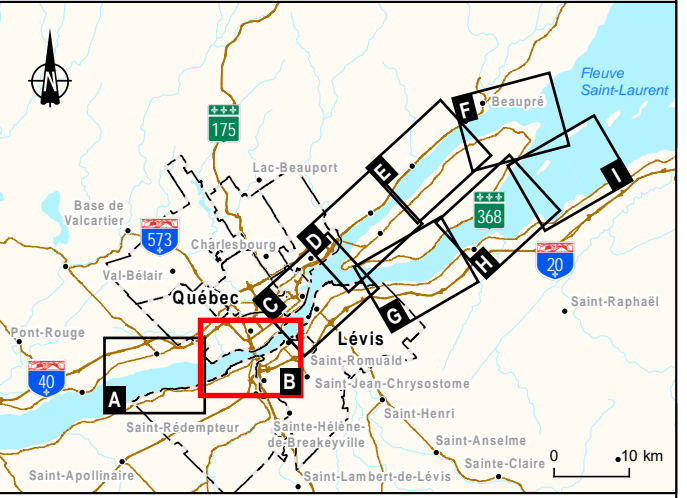 N
Fleuve
Saint-Laurent
F
Beaupré
175
Lac-Beauport
E
I
Base de
Valcartier
368
573
Charlesbourg
D
H
20
Val-Bélair
Québec
C
G
Saint-Raphaël
Pont-Rouge
Lévis
Saint-Romuald
40
A
B
Saint-Jean-Chrysostome
Saint-Henri
Saint-Rédempteur
Sainte-Hélène-
de-Breakeyville
Saint-Anselme
0 10 km
Sainte-Claire
Saint-Apollinaire
Saint-Lambert-de-Lévis